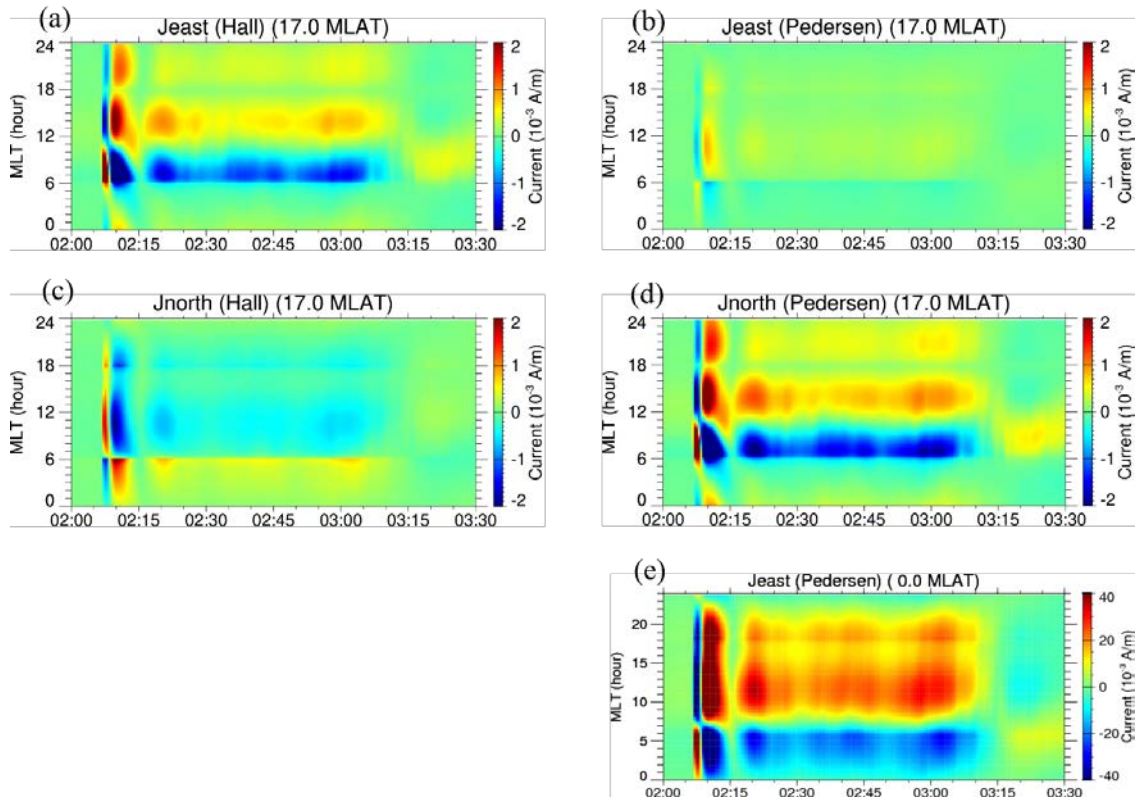 (a)
Jeast (Hall) (17.0 MLAT)
24
18
12
6
0
MLT (hour)
02:00 02:15 02:30 02:45 03:00 03:15 03:30
2
1
0
-1
-2
Current (10⁻³ A/m)
(b)
Jeast (Pedersen) (17.0 MLAT)
24
18
12
6
0
MLT (hour)
02:00 02:15 02:30 02:45 03:00 03:15 03:30
2
1
0
-1
-2
Current (10⁻³ A/m)
(c)
Jnorth (Hall) (17.0 MLAT)
24
18
12
6
0
MLT (hour)
02:00 02:15 02:30 02:45 03:00 03:15 03:30
2
1
0
-1
-2
Current (10⁻³ A/m)
(d)
Jnorth (Pedersen) (17.0 MLAT)
24
18
12
6
0
MLT (hour)
02:00 02:15 02:30 02:45 03:00 03:15 03:30
2
1
0
-1
-2
Current (10⁻³ A/m)
(e)
Jeast (Pedersen) ( 0.0 MLAT)
20
15
10
5
0
MLT (hour)
02:00 02:15 02:30 02:45 03:00 03:15 03:30
40
20
0
-20
-40
Current (10⁻³ A/m)